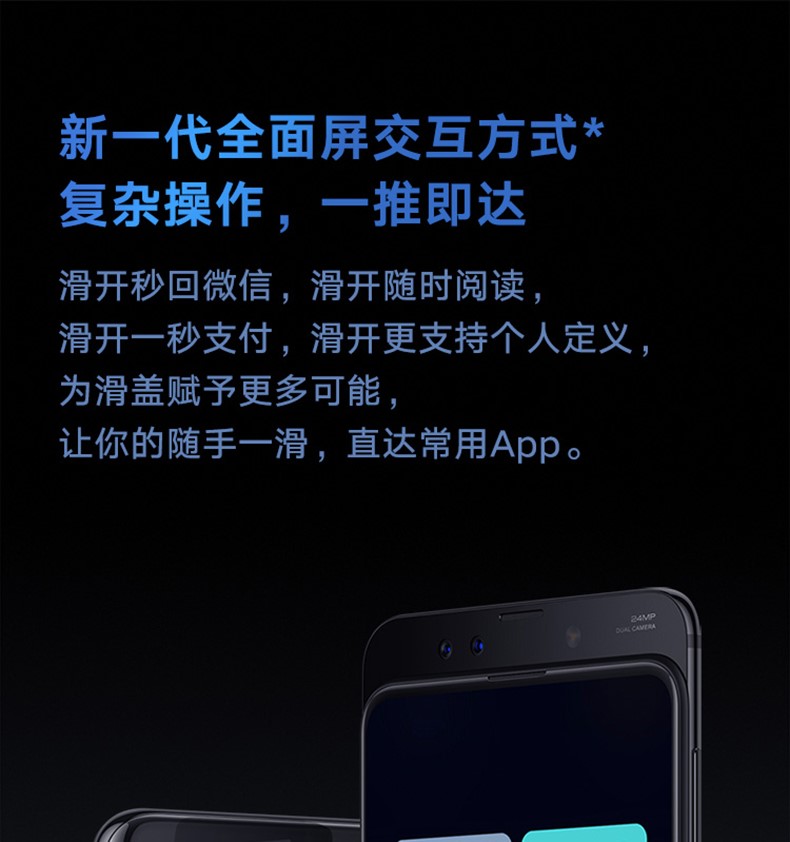 新一代全面屏交互方式*
复杂操作，一推即达
滑开秒回微信，滑开随时阅读，
滑开一秒支付，滑开更支持个人定义，
为滑盖赋予更多可能，
让你的随手一滑，直达常用App。
24MP
DUAL CAMERA